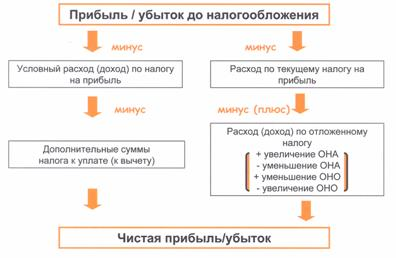 Прибыль / убыток до налогообложения
минус
минус
Условный расход (доход) по налогу
на прибыль
Расход по текущему налогу на
прибыль
минус
минус (плюс)
Дополнительные суммы
налога к уплате (к вычету)
Расход (доход) по отложенному
налогу
+ увеличение ОНА
- уменьшение ОНА
+ уменьшение ОНО
- увеличение ОНО
Чистая прибыль/убыток